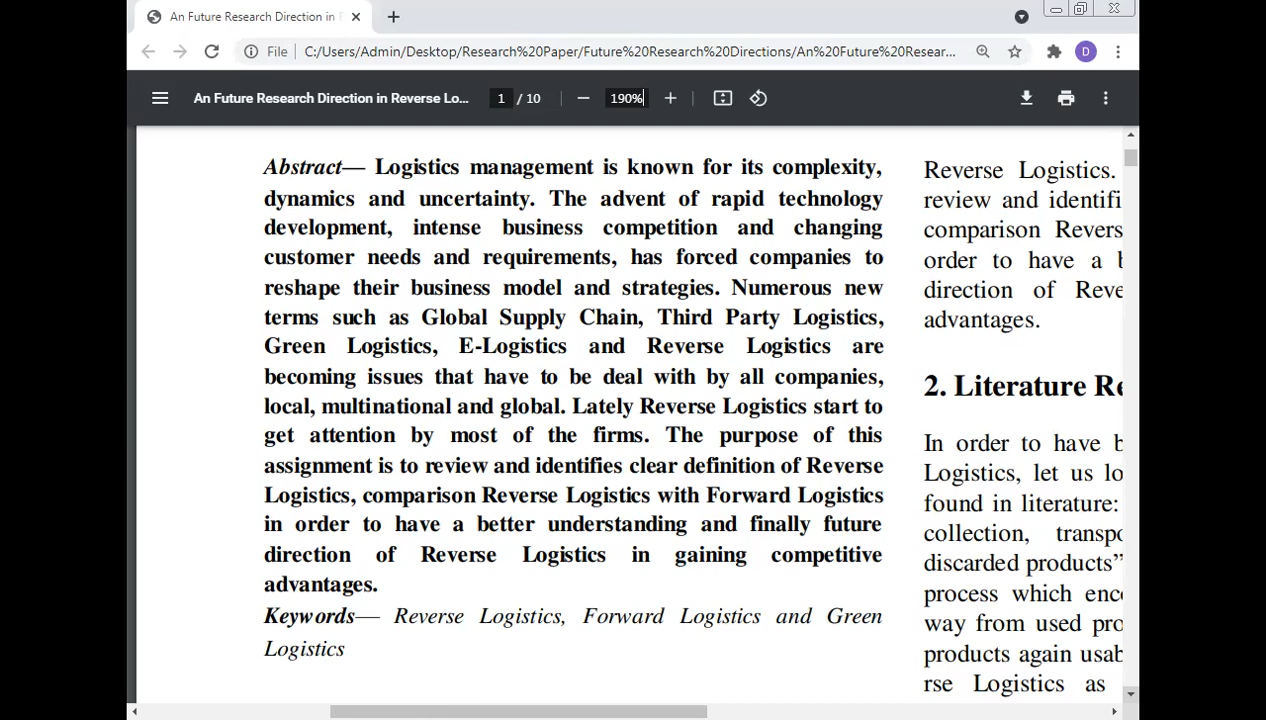 An Future Research Direction in
File C:/Users/Admin/Desktop/Research%20Paper/Future%20Research%20Directions/An%20Future%20Resear... D
An Future Research Direction in Reverse Lo... 1 / 10 190%
Abstract— Logistics management is known for its complexity,
dynamics and uncertainty. The advent of rapid technology
development, intense business competition and changing
customer needs and requirements, has forced companies to
reshape their business model and strategies. Numerous new
terms such as Global Supply Chain, Third Party Logistics,
Green Logistics, E-Logistics and Reverse Logistics are
becoming issues that have to be deal with by all companies,
local, multinational and global. Lately Reverse Logistics start to
get attention by most of the firms. The purpose of this
assignment is to review and identifies clear definition of Reverse
Logistics, comparison Reverse Logistics with Forward Logistics
in order to have a better understanding and finally future
direction of Reverse Logistics in gaining competitive
advantages.
Keywords— Reverse Logistics, Forward Logistics and Green
Logistics
Reverse Logistics.
review and identifi
comparison Revers
order to have a b
direction of Reve
advantages.
2. Literature Re
In order to have b
Logistics, let us lo
found in literature:
collection, transpo
discarded products”
process which enc
way from used pro
products again usab
rse Logistics as